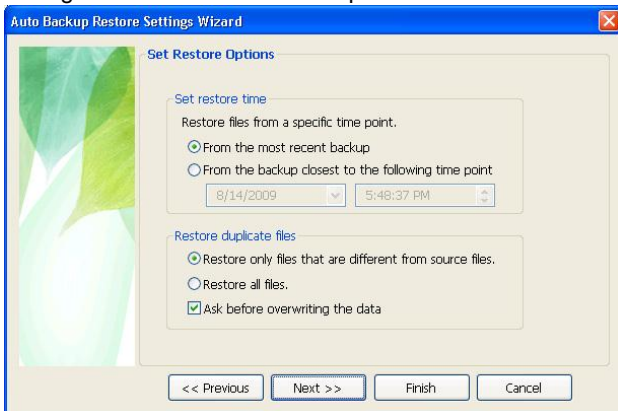 Auto Backup Restore Settings Wizard
Set Restore Options
Set restore time
Restore files from a specific time point.
From the most recent backup
From the backup closest to the following time point
8/14/2009 5:48:37 PM
Restore duplicate files
Restore only files that are different from source files.
Restore all files.
Ask before overwriting the data
<< Previous Next >> Finish Cancel